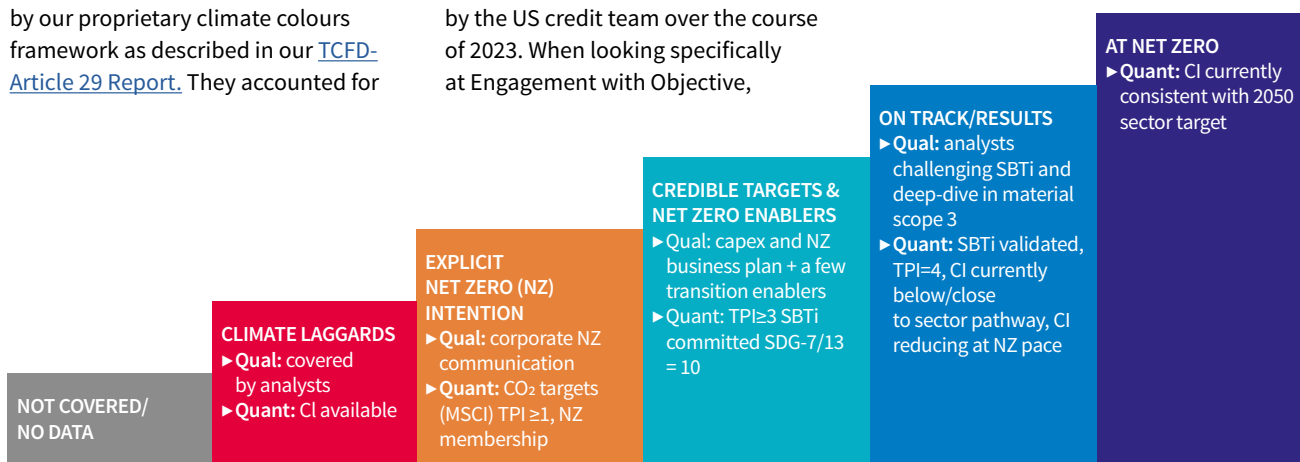 by our proprietary climate colours
framework as described in our TCFD-
Article 29 Report. They accounted for
by the US credit team over the course
of 2023. When looking specifically
at Engagement with Objective,
NOT COVERED/
NO DATA
CLIMATE LAGGARDS
▸Qual: covered
by analysts
▸Quant: CI available
EXPLICIT
NET ZERO (NZ)
INTENTION
▸Qual: corporate NZ
communication
▸Quant: CO₂ targets
(MSCI) TPI ≥1, NZ
membership
CREDIBLE TARGETS &
NET ZERO ENABLERS
▸Qual: capex and NZ
business plan + a few
transition enablers
▸Quant: TPI≥3 SBTi
committed SDG-7/13
= 10
ON TRACK/RESULTS
▸Qual: analysts
challenging SBTi and
deep-dive in material
scope 3
▸Quant: SBTi validated,
TPI=4, CI currently
below/close
to sector pathway, CI
reducing at NZ pace
AT NET ZERO
▸Quant: CI currently
consistent with 2050
sector target